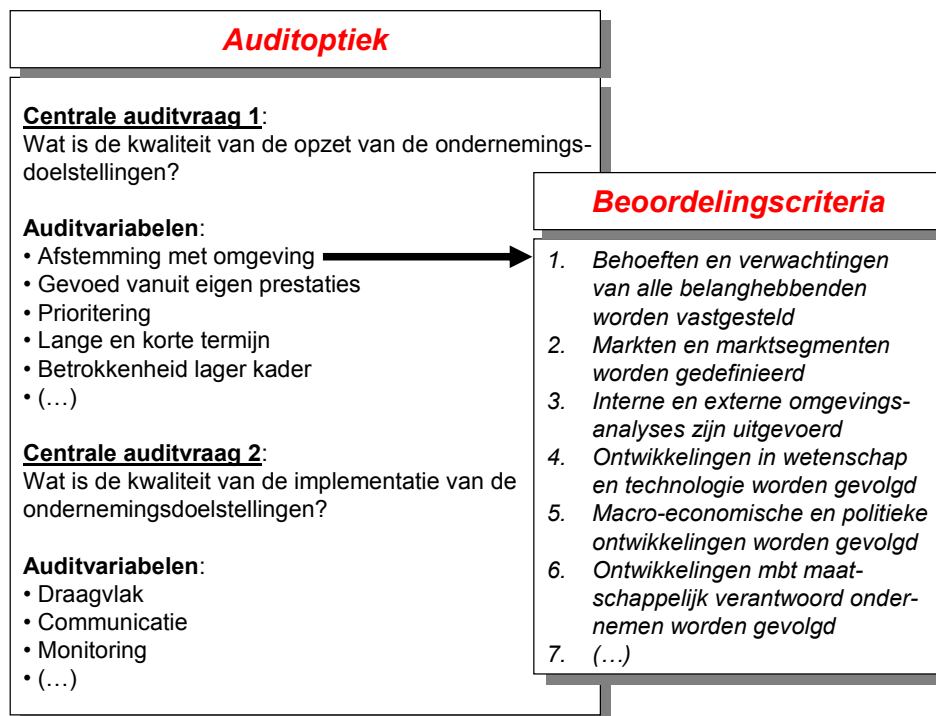 Auditoptiek
Centrale auditvraag 1:
Wat is de kwaliteit van de opzet van de ondernemings-
doelstellingen?
Auditvariabelen:
• Afstemming met omgeving
• Gevoed vanuit eigen prestaties
• Prioritering
• Lange en korte termijn
• Betrokkenheid lager kader
• (…)
Centrale auditvraag 2:
Wat is de kwaliteit van de implementatie van de
ondernemingsdoelstellingen?
Auditvariabelen:
• Draagvlak
• Communicatie
• Monitoring
• (…)
Beoordelingscriteria
1. Behoeften en verwachtingen
van alle belanghebbenden
worden vastgesteld
2. Markten en marktsegmenten
worden gedefinieerd
3. Interne en externe omgevings-
analyses zijn uitgevoerd
4. Ontwikkelingen in wetenschap
en technologie worden gevolgd
5. Macro-economische en politieke
ontwikkelingen worden gevolgd
6. Ontwikkelingen mbt maat-
schappelijk verantwoord onder-
nemen worden gevolgd
7. (…)